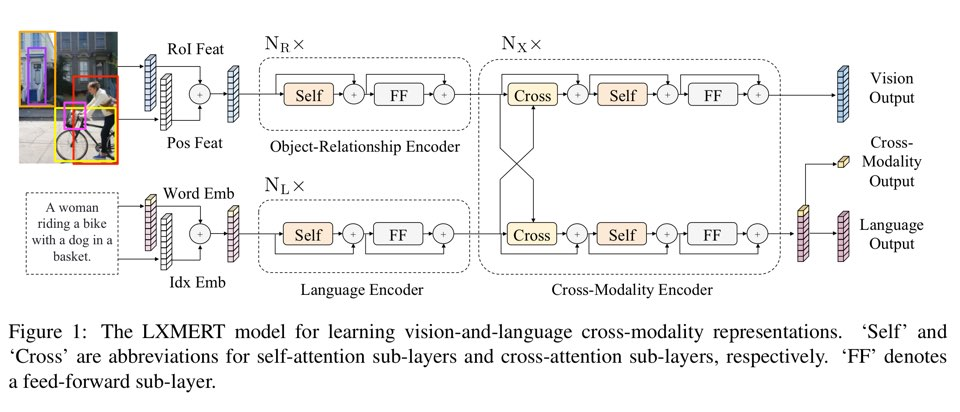 RoI Feat
Pos Feat
N_R×
Self
+
FF
+
Object-Relationship Encoder
N_X×
Cross
+
Self
+
FF
+
Vision
Output
Cross-
Modality
Output
A woman
riding a bike
with a dog in a
basket.
Word Emb
+
Idx Emb
N_L×
Self
+
FF
+
Language Encoder
Cross
+
Self
+
FF
+
Cross-Modality Encoder
Language
Output
Figure 1: The LXMERT model for learning vision-and-language cross-modality representations. ‘Self’ and
‘Cross’ are abbreviations for self-attention sub-layers and cross-attention sub-layers, respectively. ‘FF’ denotes
a feed-forward sub-layer.